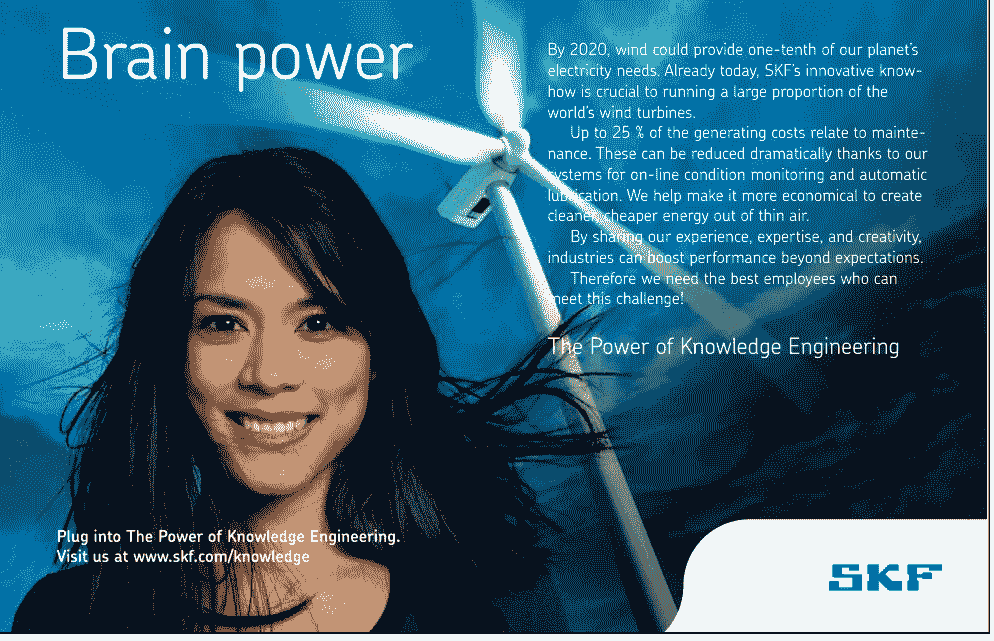 Brain power
By 2020, wind could provide one-tenth of our planet's
electricity needs. Already today, SKF's innovative know-
how is crucial to running a large proportion of the
world's wind turbines.
Up to 25 % of the generating costs relate to mainte-
nance. These can be reduced dramatically thanks to our
systems for on-line condition monitoring and automatic
lubrication. We help make it more economical to create
cleaner, cheaper energy out of thin air.
By sharing our experience, expertise, and creativity,
industries can boost performance beyond expectations.
Therefore we need the best employees who can
meet this challenge!
The Power of Knowledge Engineering
Plug into The Power of Knowledge Engineering.
Visit us at www.skf.com/knowledge
SKF